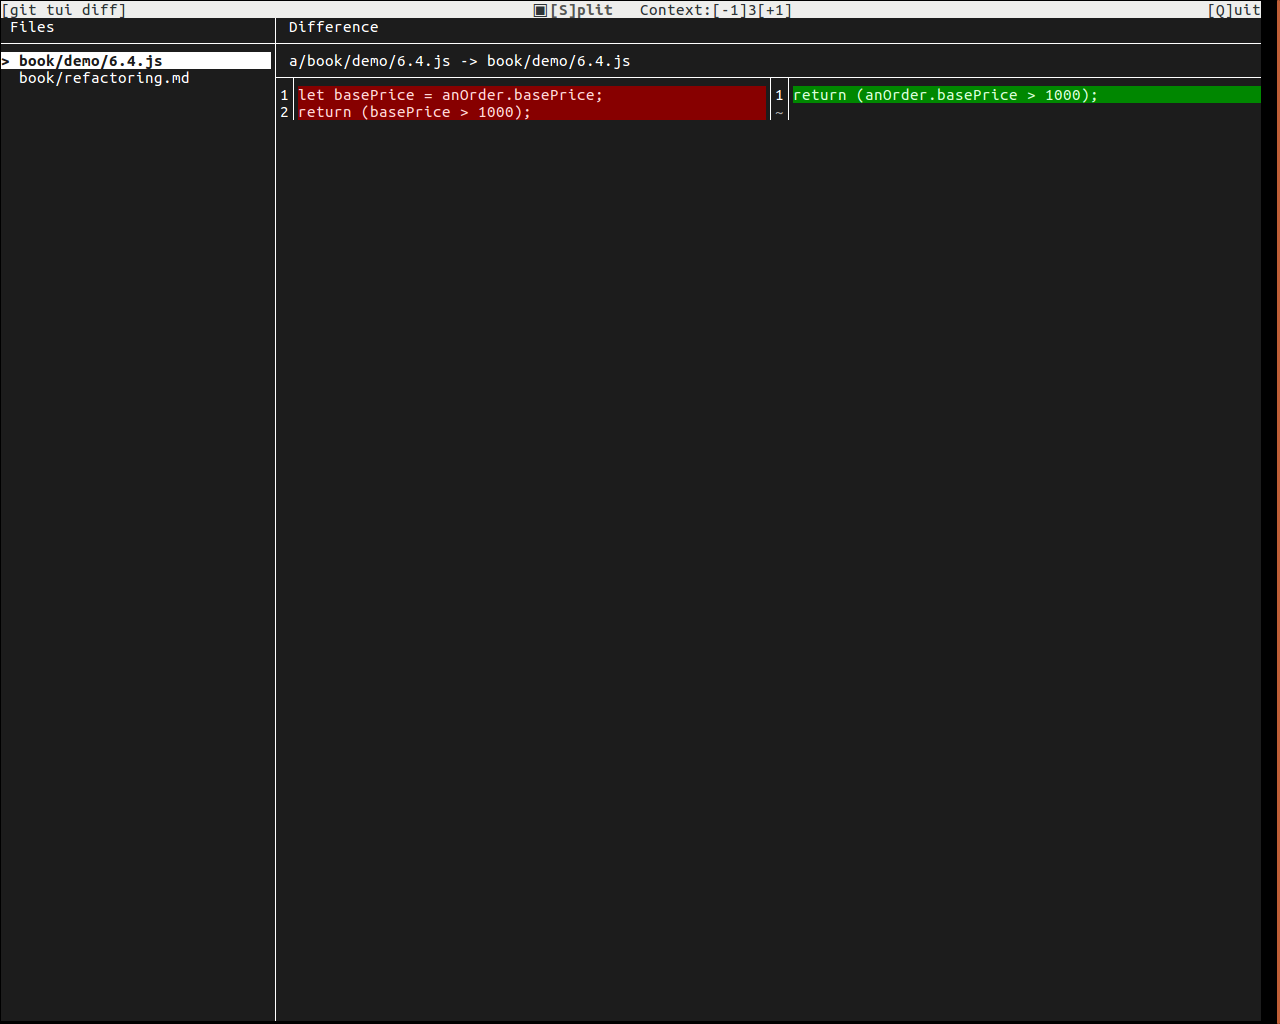 [git tui diff] ▣[S]plit Context:[-1]3[+1] [Q]uit
Files
> book/demo/6.4.js
book/refactoring.md
Difference
a/book/demo/6.4.js -> book/demo/6.4.js
1 let basePrice = anOrder.basePrice;
2 return (basePrice > 1000);
1 return (anOrder.basePrice > 1000);
~